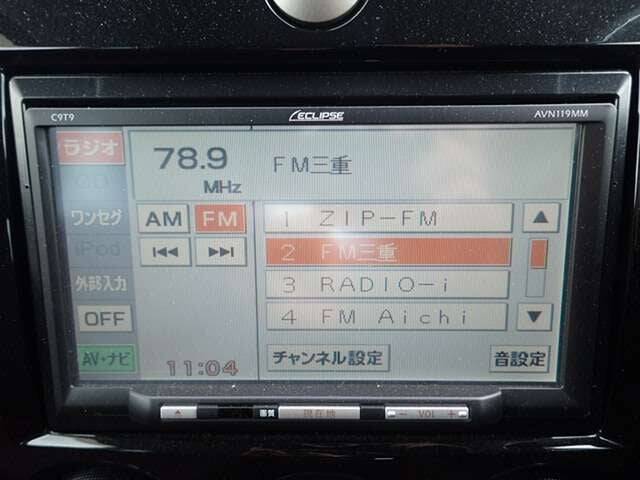 C9T9 ECLIPSE AVN119MM
ラジオ
78.9
MHz
FM三重
CD
ワンセグ
AM FM
1 ZIP-FM
iPod
2 FM三重
外部入力
3 RADIO-i
OFF
4 FM Aichi
AV・ナビ
11:04
チャンネル設定
音設定
画質 現在地 － VOL ＋